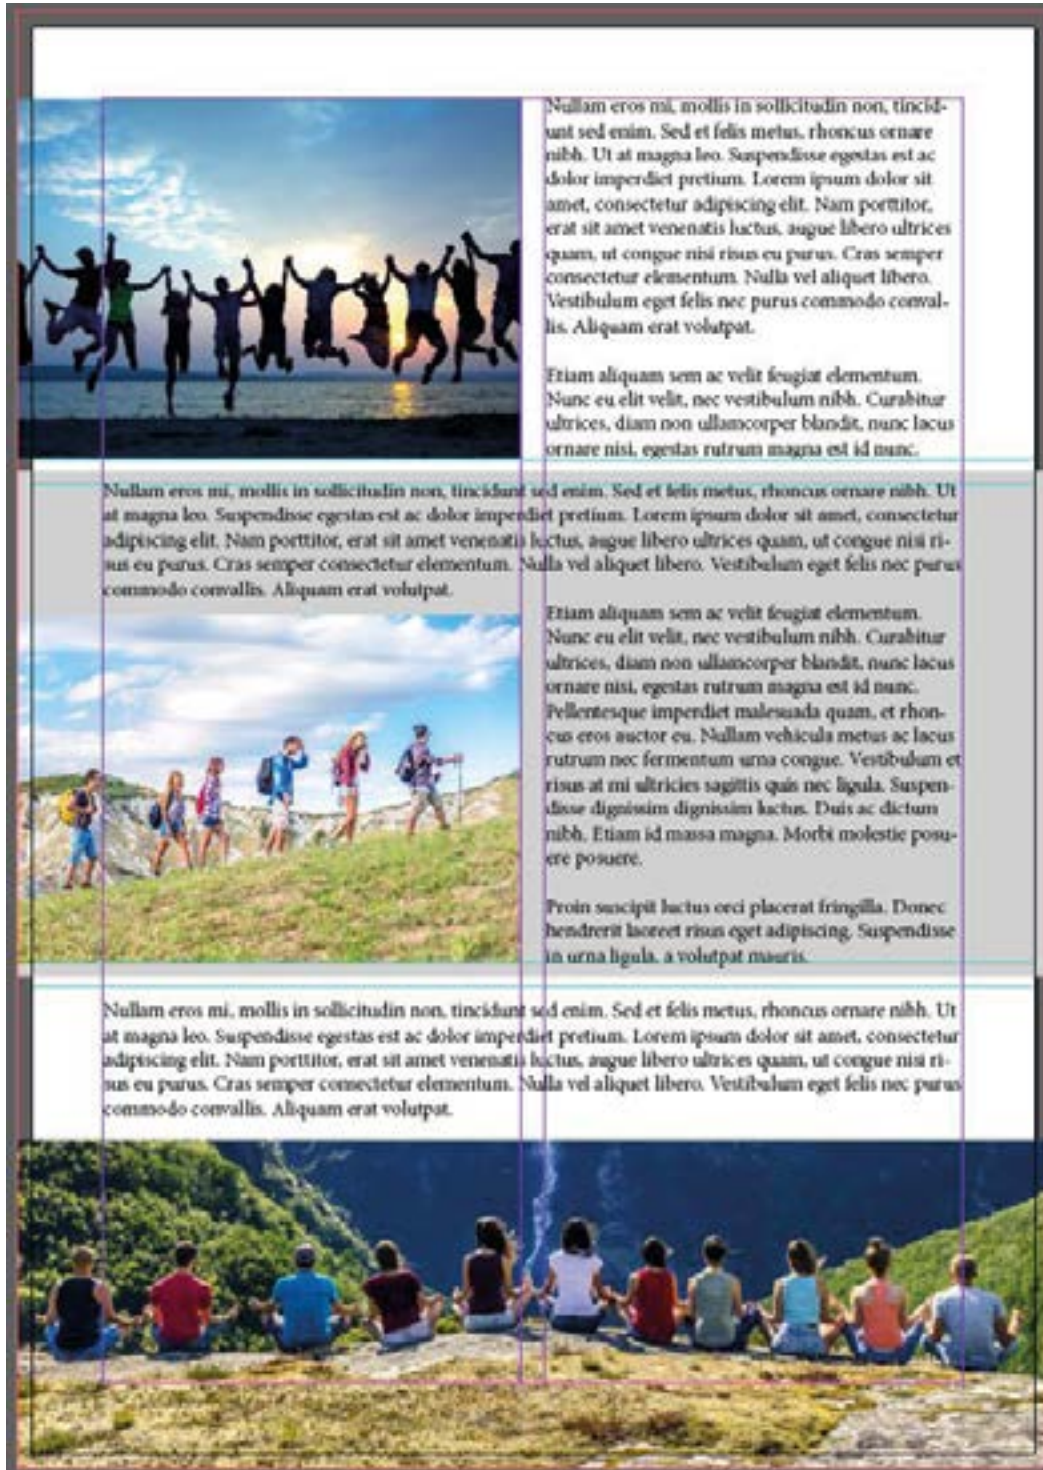 Nullam eros mi, mollis in sollicitudin non, tincid-
unt sed enim. Sed et felis metus, rhoncus ornare
nibh. Ut at magna leo. Suspendisse egestas est ac
dolor imperdiet pretium. Lorem ipsum dolor sit
amet, consectetur adipiscing elit. Nam porttitor,
erat sit amet venenatis luctus, augue libero ultrices
quam, ut congue nisi risus eu purus. Cras semper
consectetur elementum. Nulla vel aliquet libero.
Vestibulum eget felis nec purus commodo conval-
lis. Aliquam erat volutpat.
Etiam aliquam sem ac velit feugiat elementum.
Nunc eu elit velit, nec vestibulum nibh. Curabitur
ultrices, diam non ullamcorper blandit, nunc lacus
ornare nisi, egestas rutrum magna est id nunc.
Nullam eros mi, mollis in sollicitudin non, tincidunt sed enim. Sed et felis metus, rhoncus ornare nibh. Ut
at magna leo. Suspendisse egestas est ac dolor imperdiet pretium. Lorem ipsum dolor sit amet, consectetur
adipiscing elit. Nam porttitor, erat sit amet venenatis luctus, augue libero ultrices quam, ut congue nisi ri-
sus eu purus. Cras semper consectetur elementum. Nulla vel aliquet libero. Vestibulum eget felis nec purus
commodo convallis. Aliquam erat volutpat.
Etiam aliquam sem ac velit feugiat elementum.
Nunc eu elit velit, nec vestibulum nibh. Curabitur
ultrices, diam non ullamcorper blandit, nunc lacus
ornare nisi, egestas rutrum magna est id nunc.
Pellentesque imperdiet malesuada quam, et rhon-
cus eros auctor eu. Nullam vehicula metus ac lacus
rutrum nec fermentum urna congue. Vestibulum et
risus at mi ultricies sagittis quis nec ligula. Suspen-
disse dignissim dignissim luctus. Duis ac dictum
nibh. Etiam id massa magna. Morbi molestie posu-
ere posuere.
Proin suscipit luctus orci placerat fringilla. Donec
hendrerit laoreet risus eget adipiscing. Suspendisse
in urna ligula, a volutpat mauris.
Nullam eros mi, mollis in sollicitudin non, tincidunt sed enim. Sed et felis metus, rhoncus ornare nibh. Ut
at magna leo. Suspendisse egestas est ac dolor imperdiet pretium. Lorem ipsum dolor sit amet, consectetur
adipiscing elit. Nam porttitor, erat sit amet venenatis luctus, augue libero ultrices quam, ut congue nisi ri-
sus eu purus. Cras semper consectetur elementum. Nulla vel aliquet libero. Vestibulum eget felis nec purus
commodo convallis. Aliquam erat volutpat.